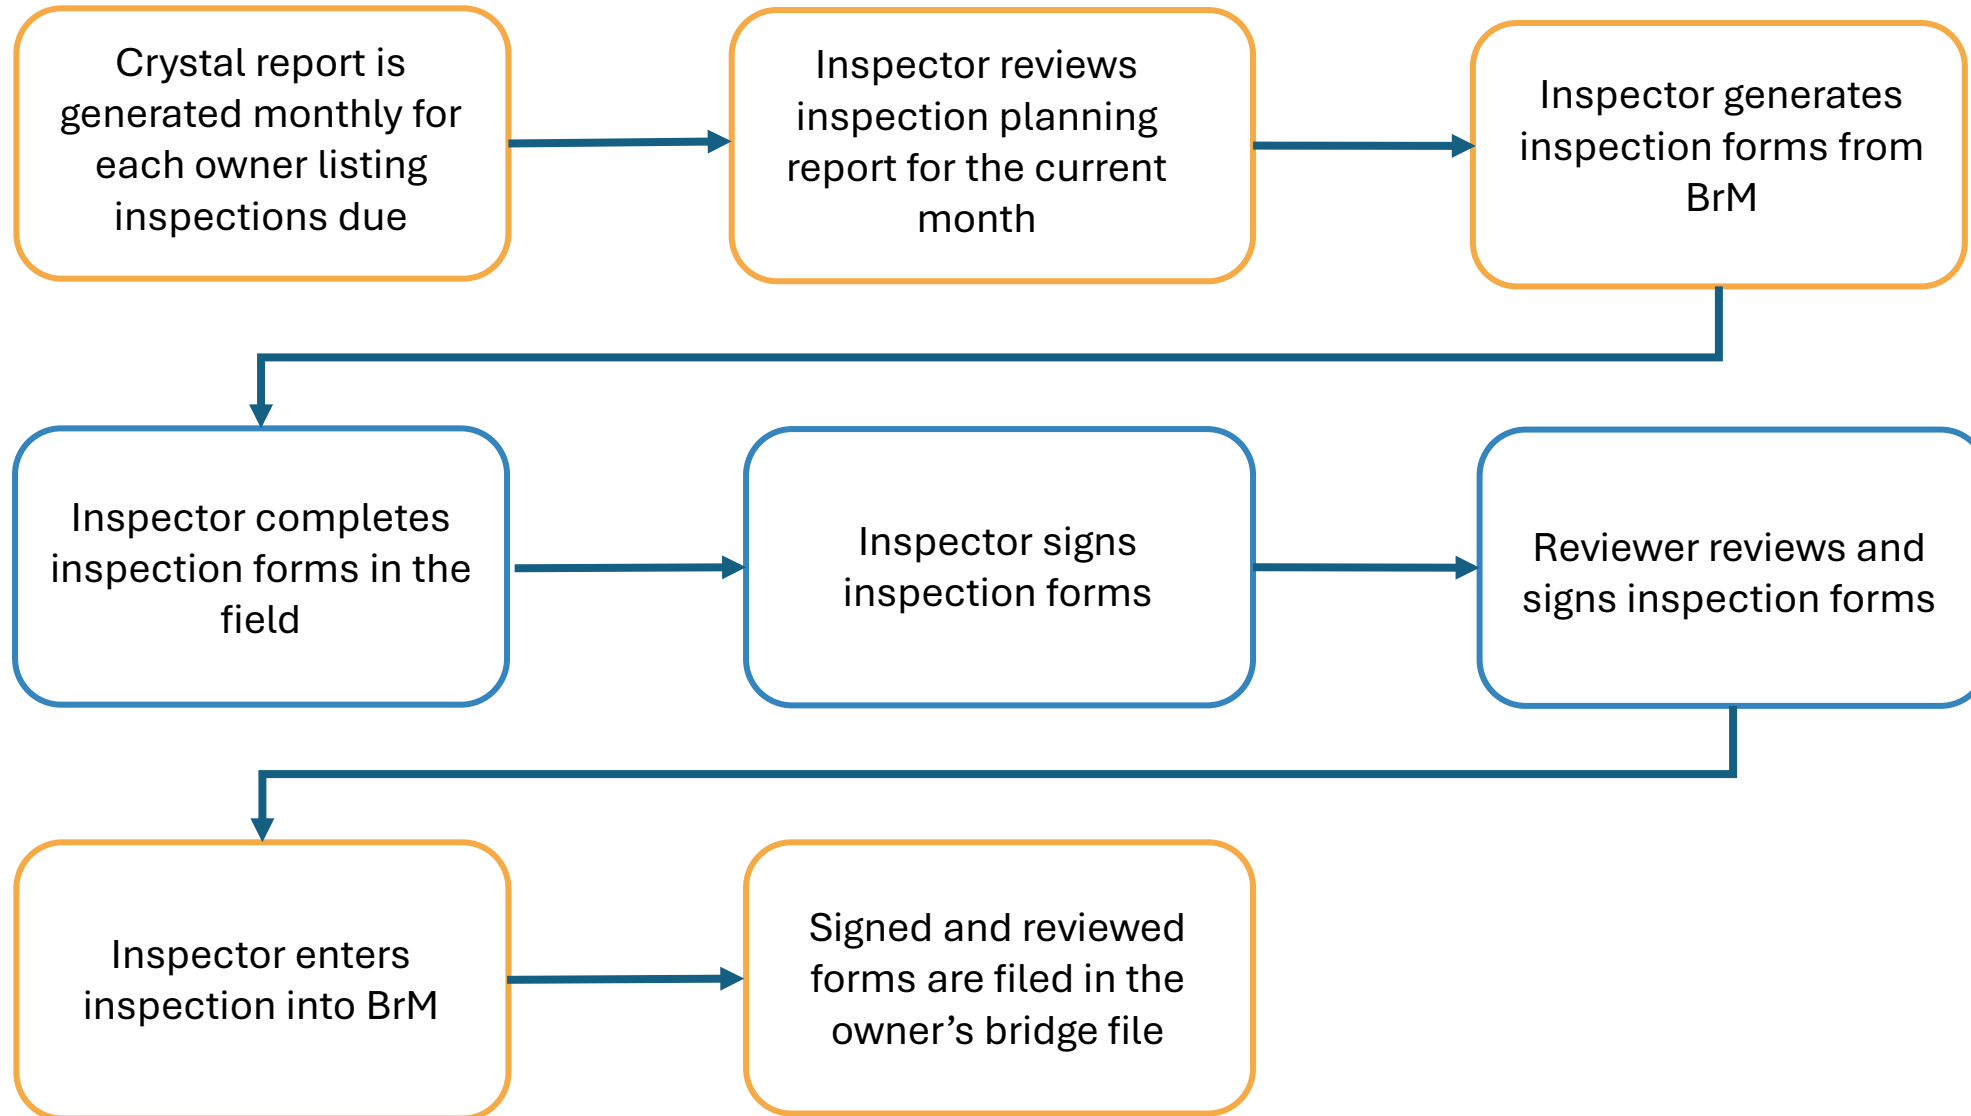 Crystal report is
generated monthly for
each owner listing
inspections due
Inspector reviews
inspection planning
report for the current
month
Inspector generates
inspection forms from
BrM
Inspector completes
inspection forms in the
field
Inspector signs
inspection forms
Reviewer reviews and
signs inspection forms
Inspector enters
inspection into BrM
Signed and reviewed
forms are filed in the
owner’s bridge file